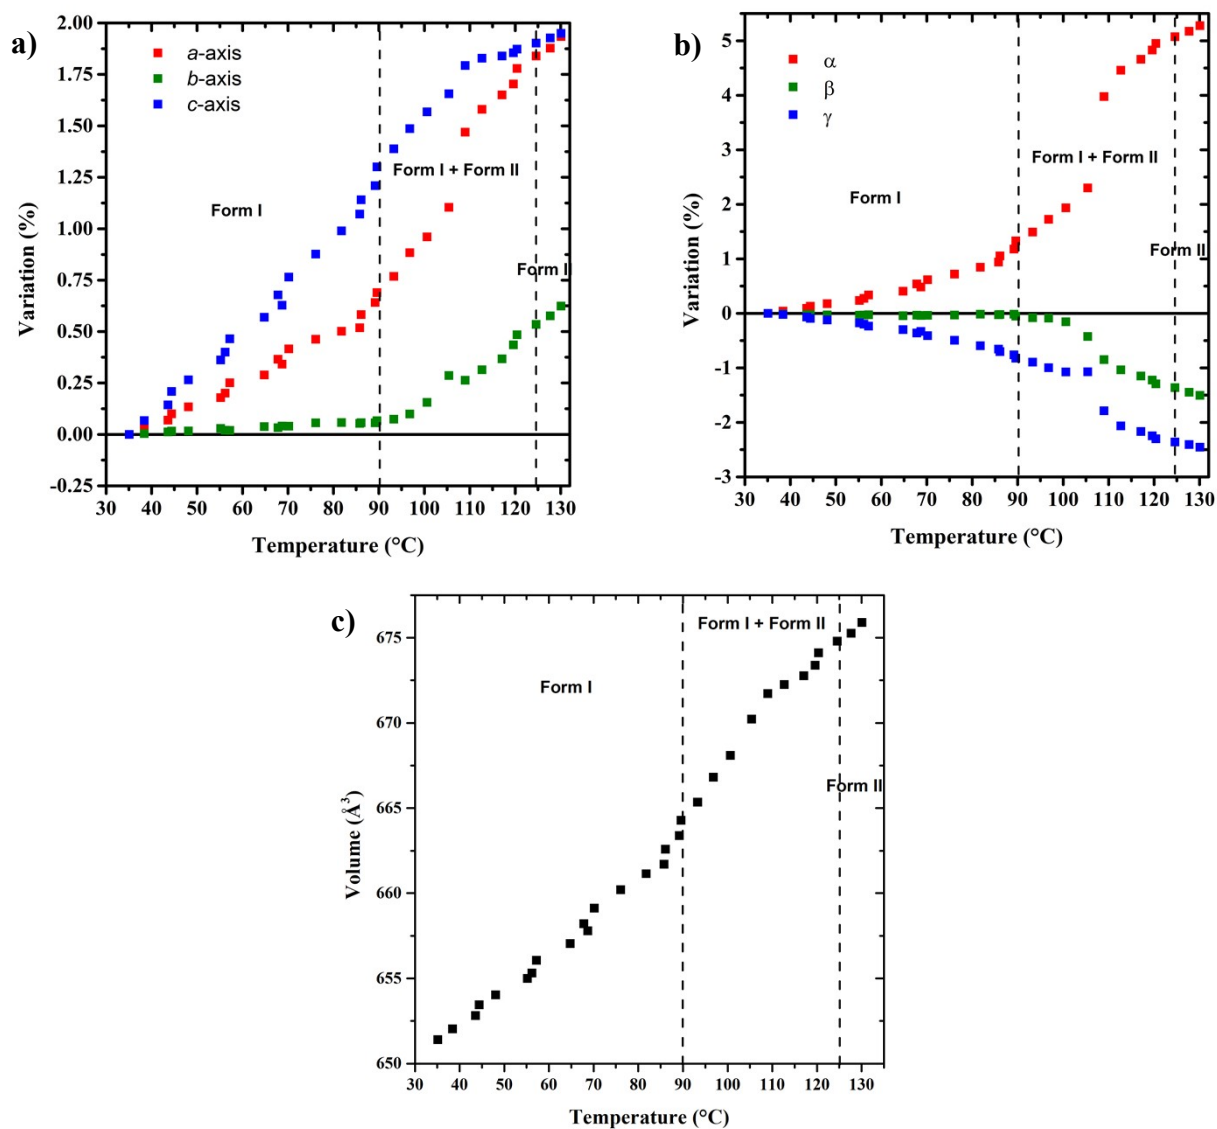 a)
2.00
1.75
1.50
1.25
1.00
0.75
0.50
0.25
0.00
-0.25
Variation (%)
a-axis
b-axis
c-axis
Form I
Form I + Form II
Form II
30 40 50 60 70 80 90 100 110 120 130
Temperature (°C)
b)
5
4
3
2
1
0
-1
-2
-3
Variation (%)
α
β
γ
Form I
Form I + Form II
Form II
30 40 50 60 70 80 90 100 110 120 130
Temperature (°C)
c)
675
670
665
660
655
650
Volume (Å³)
Form I
Form I + Form II
Form II
30 40 50 60 70 80 90 100 110 120 130
Temperature (°C)